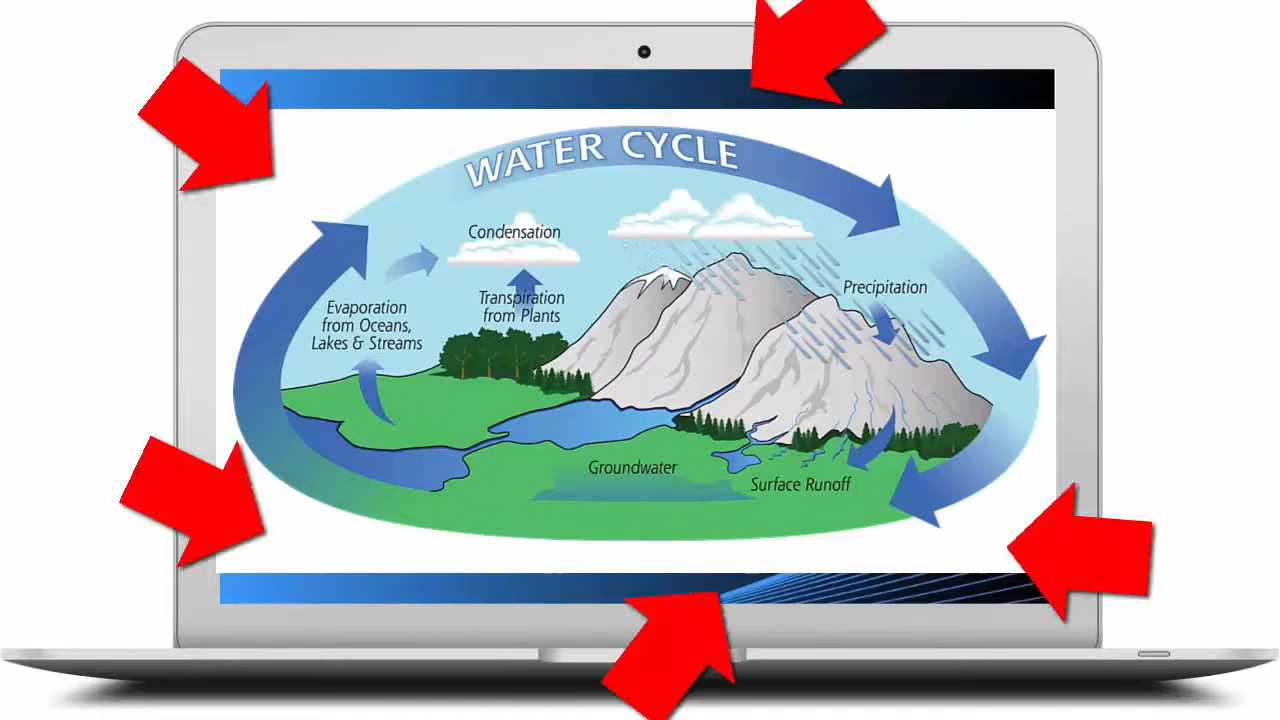 WATER CYCLE
Condensation
Precipitation
Transpiration
from Plants
Evaporation
from Oceans,
Lakes & Streams
Groundwater
Surface Runoff